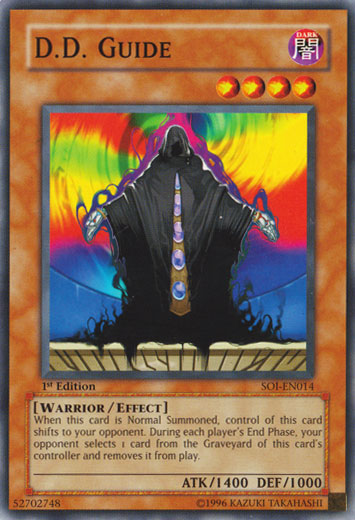 D.D. Guide
DARK
闇
1st Edition
SOI-EN014
[Warrior / Effect]
When this card is Normal Summoned, control of this card
shifts to your opponent. During each player's End Phase, your
opponent selects 1 card from the Graveyard of this card's
controller and removes it from play.
ATK/1400 DEF/1000
52702748
©1996 KAZUKI TAKAHASHI